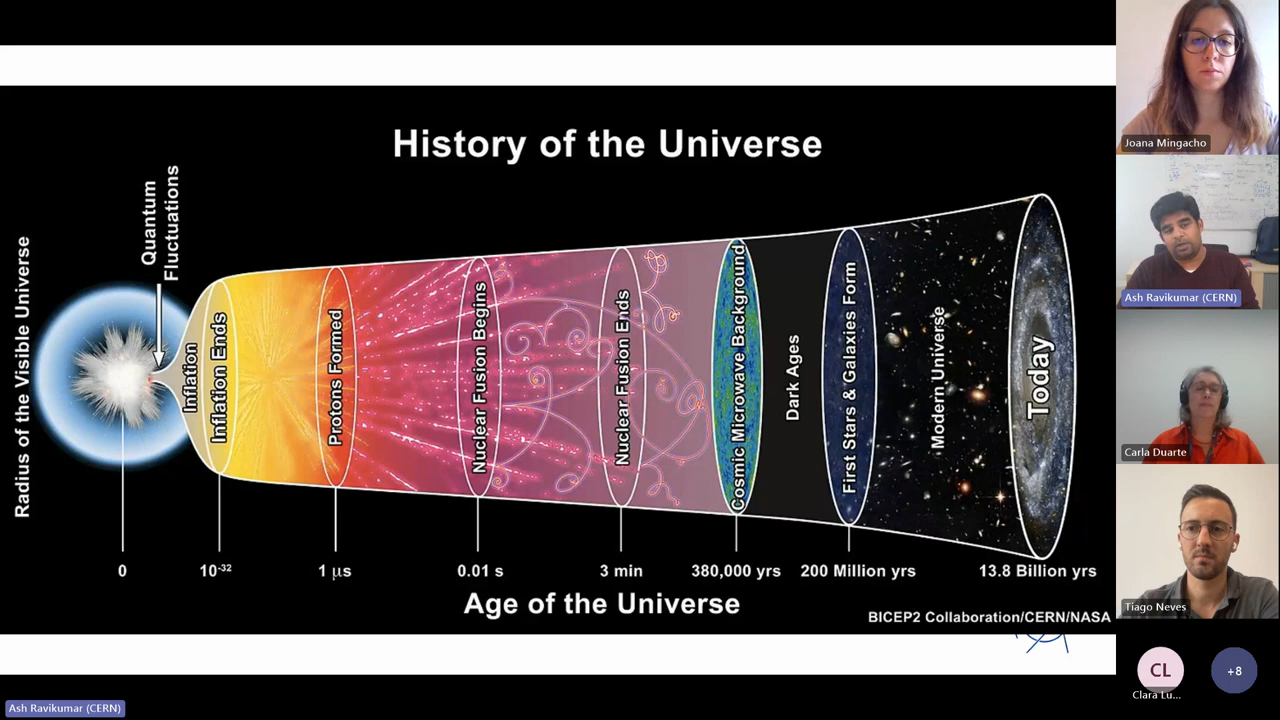 History of the Universe
Radius of the Visible Universe
Quantum
Fluctuations
Inflation
Inflation Ends
Protons Formed
Nuclear Fusion Begins
Nuclear Fusion Ends
Cosmic Microwave Background
Dark Ages
First Stars & Galaxies Form
Modern Universe
Today
0
10⁻³²
1 µs
0.01 s
3 min
380,000 yrs
200 Million yrs
13.8 Billion yrs
Age of the Universe
BICEP2 Collaboration/CERN/NASA
Ash Ravikumar (CERN)
Joana Mingacho
Ash Ravikumar (CERN)
Carla Duarte
Tiago Neves
CL
Clara Lu...
+8